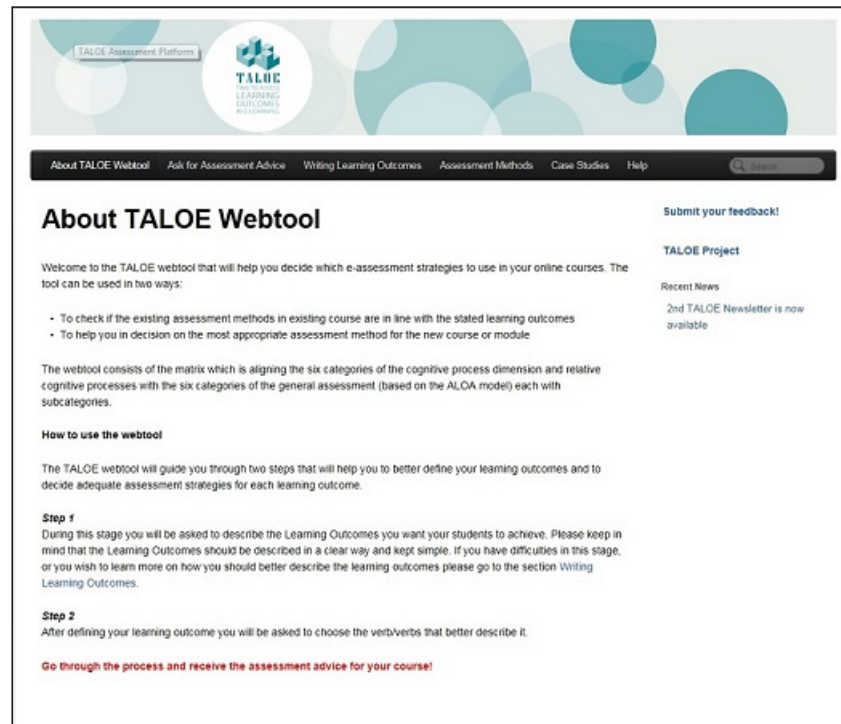 TALOE Assessment Platform
TALOE
TIME TO ASSESS
LEARNING
OUTCOMES
IN E-LEARNING
About TALOE Webtool Ask for Assessment Advice Writing Learning Outcomes Assessment Methods Case Studies Help Search
About TALOE Webtool
Welcome to the TALOE webtool that will help you decide which e-assessment strategies to use in your online courses. The
tool can be used in two ways:
• To check if the existing assessment methods in existing course are in line with the stated learning outcomes
• To help you in decision on the most appropriate assessment method for the new course or module
The webtool consists of the matrix which is aligning the six categories of the cognitive process dimension and relative
cognitive processes with the six categories of the general assessment (based on the ALOA model) each with
subcategories.
How to use the webtool
The TALOE webtool will guide you through two steps that will help you to better define your learning outcomes and to
decide adequate assessment strategies for each learning outcome.
Step 1
During this stage you will be asked to describe the Learning Outcomes you want your students to achieve. Please keep in
mind that the Learning Outcomes should be described in a clear way and kept simple. If you have difficulties in this stage,
or you wish to learn more on how you should better describe the learning outcomes please go to the section Writing
Learning Outcomes.
Step 2
After defining your learning outcome you will be asked to choose the verb/verbs that better describe it.
Go through the process and receive the assessment advice for your course!
Submit your feedback!
TALOE Project
Recent News
2nd TALOE Newsletter is now
available